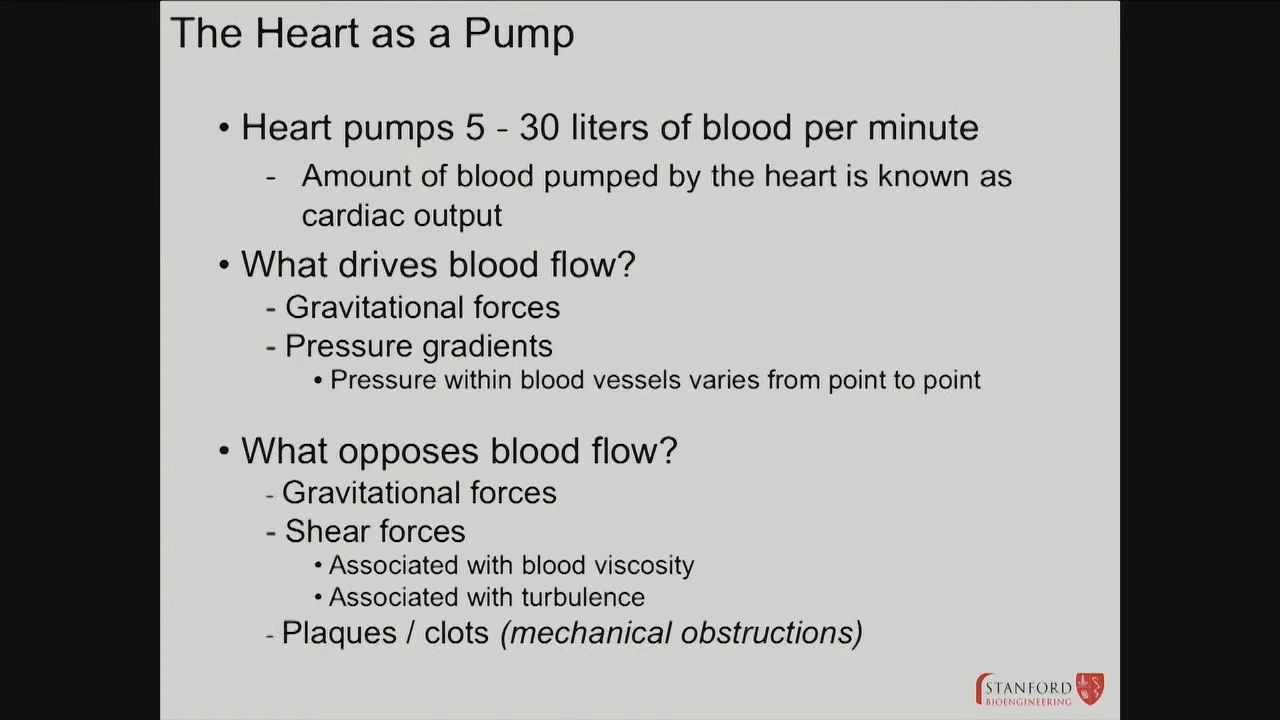 The Heart as a Pump
• Heart pumps 5 - 30 liters of blood per minute
- Amount of blood pumped by the heart is known as
cardiac output
• What drives blood flow?
- Gravitational forces
- Pressure gradients
• Pressure within blood vessels varies from point to point
• What opposes blood flow?
- Gravitational forces
- Shear forces
• Associated with blood viscosity
• Associated with turbulence
- Plaques / clots (mechanical obstructions)
STANFORD
BIOENGINEERING